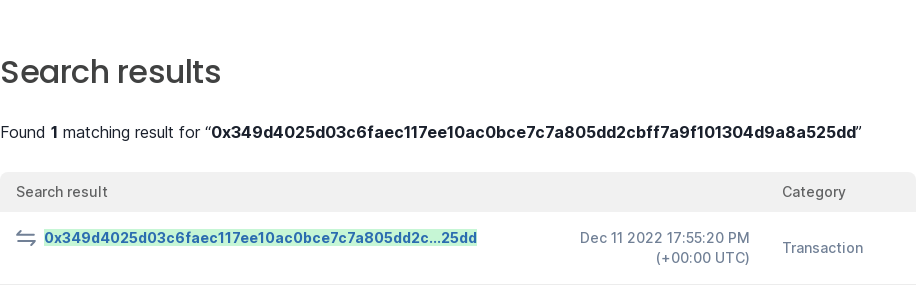 Search results
Found 1 matching result for “0x349d4025d03c6faec117ee10ac0bce7c7a805dd2cbff7a9f101304d9a8a525dd”
Search result Category
0x349d4025d03c6faec117ee10ac0bce7c7a805dd2c...25dd Dec 11 2022 17:55:20 PM
(+00:00 UTC) Transaction